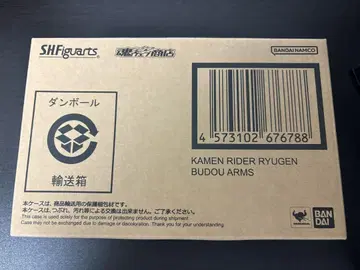 S.H.Figuarts
魂ウェブ商店
BANDAI NAMCO
ダンボール
輸送箱
4 573102 676788
KAMEN RIDER RYUGEN
BUDOU ARMS
本ケースは、商品輸送用の保護梱包材です。
本ケースは、つぶれ、汚れ等による交換は出来ません。ご了承ください。
This case is used solely for the purpose of protecting product during shipment.
Case may not be exchanged due to damage or discoloration. Thank you for your understanding.
BAN
DAI